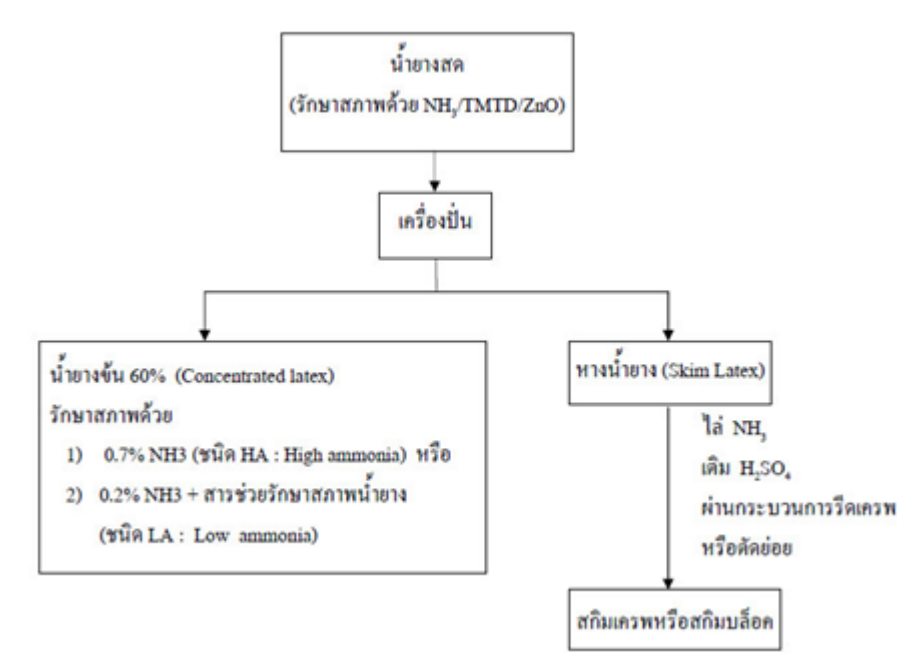 น้ำยางสด
(รักษาสภาพด้วย NH₃/TMTD/ZnO)
เครื่องปั่น
น้ำยางข้น 60% (Concentrated latex)
รักษาสภาพด้วย
1) 0.7% NH3 (ชนิด HA : High ammonia) หรือ
2) 0.2% NH3 + สารช่วยรักษาสภาพน้ำยาง
(ชนิด LA : Low ammonia)
หางน้ำยาง (Skim Latex)
ไล่ NH₃
เติม H₂SO₄
ผ่านกระบวนการรีดเครพ
หรือตัดย่อย
สกิมเครพหรือสกิมบล็อค